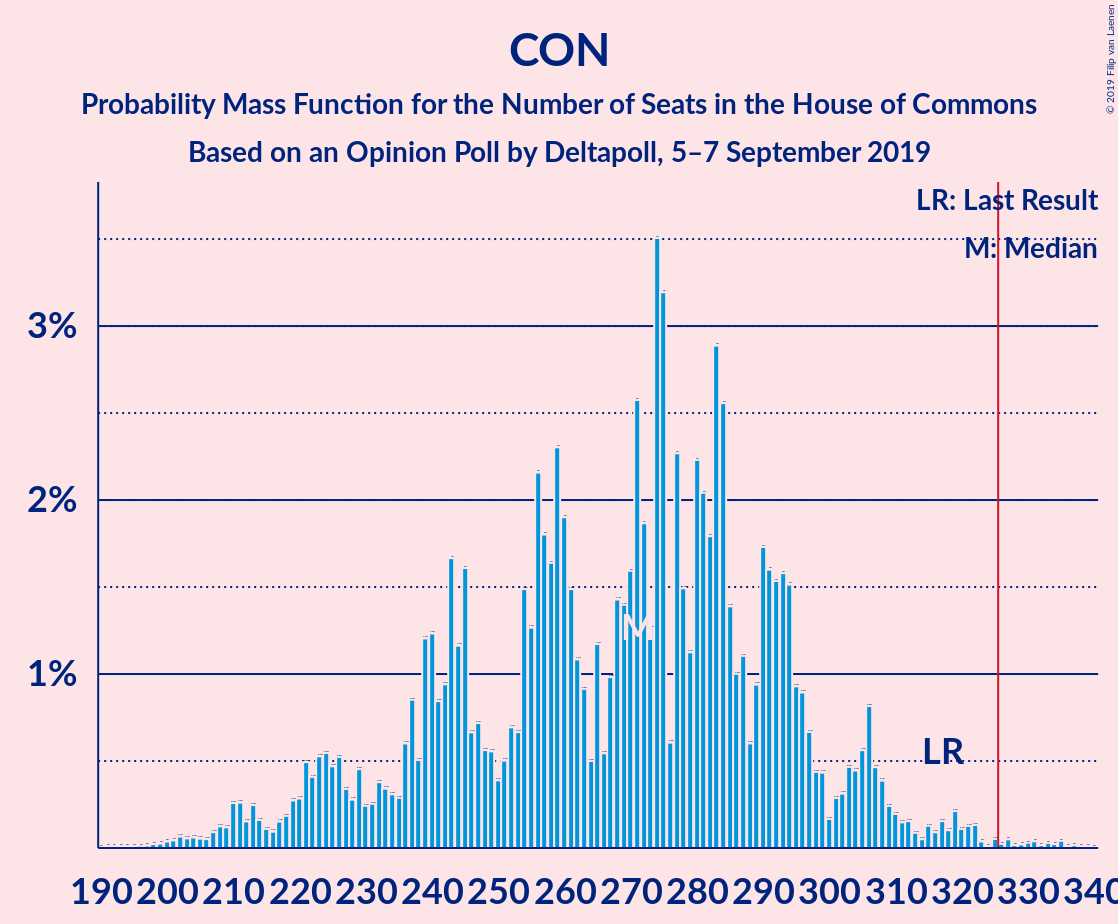 CON
Probability Mass Function for the Number of Seats in the House of Commons
Based on an Opinion Poll by Deltapoll, 5–7 September 2019
© 2019 Filip van Laenen
LR: Last Result
M: Median
3%
2%
1%
M
LR
190 200 210 220 230 240 250 260 270 280 290 300 310 320 330 340